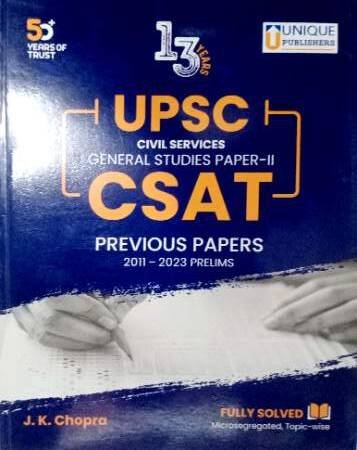 50+
YEARS OF
TRUST
13 YEARS
UNIQUE
PUBLISHERS
UPSC
CIVIL SERVICES
GENERAL STUDIES PAPER-II
CSAT
PREVIOUS PAPERS
2011 – 2023 PRELIMS
J. K. Chopra
FULLY SOLVED
Microsegregated, Topic-wise